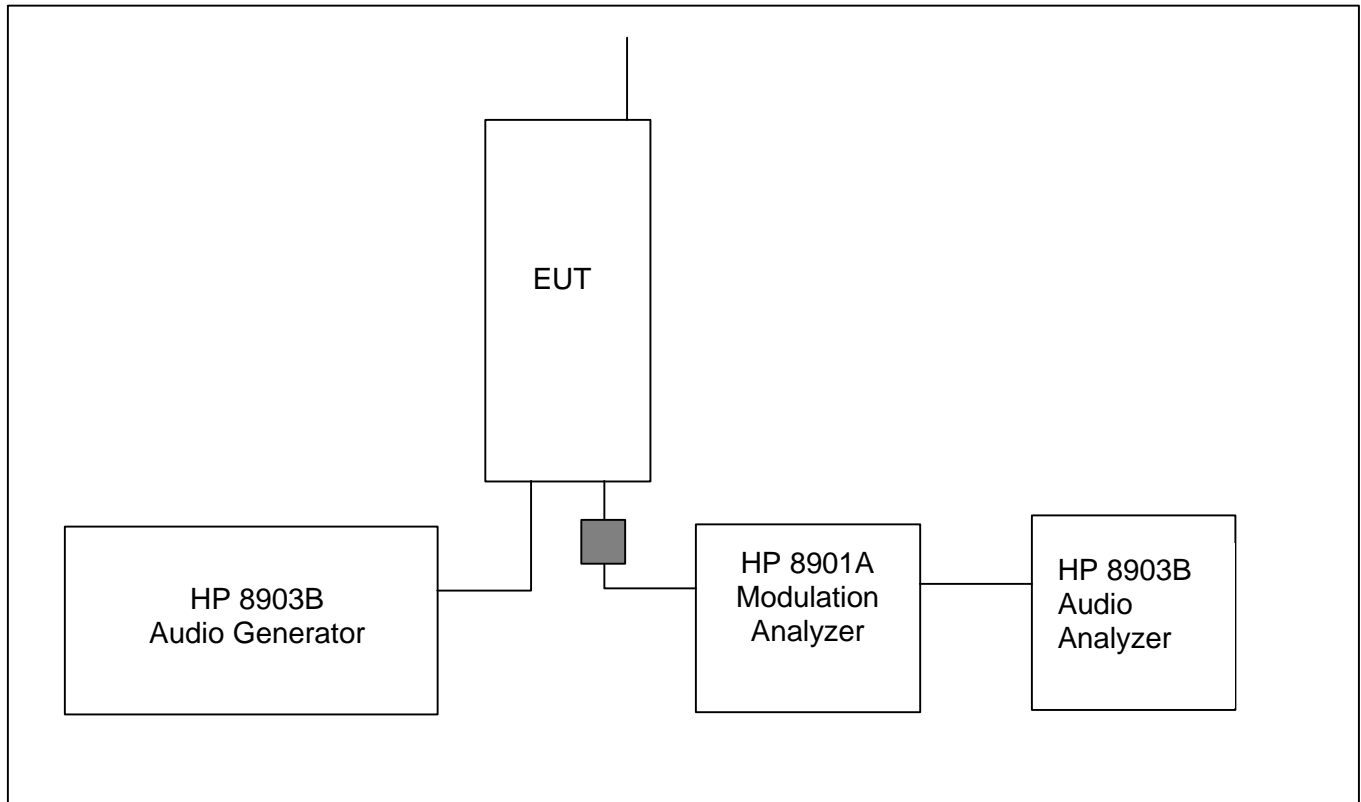 EUT
HP 8903B
Audio Generator
HP 8901A
Modulation
Analyzer
HP 8903B
Audio
Analyzer